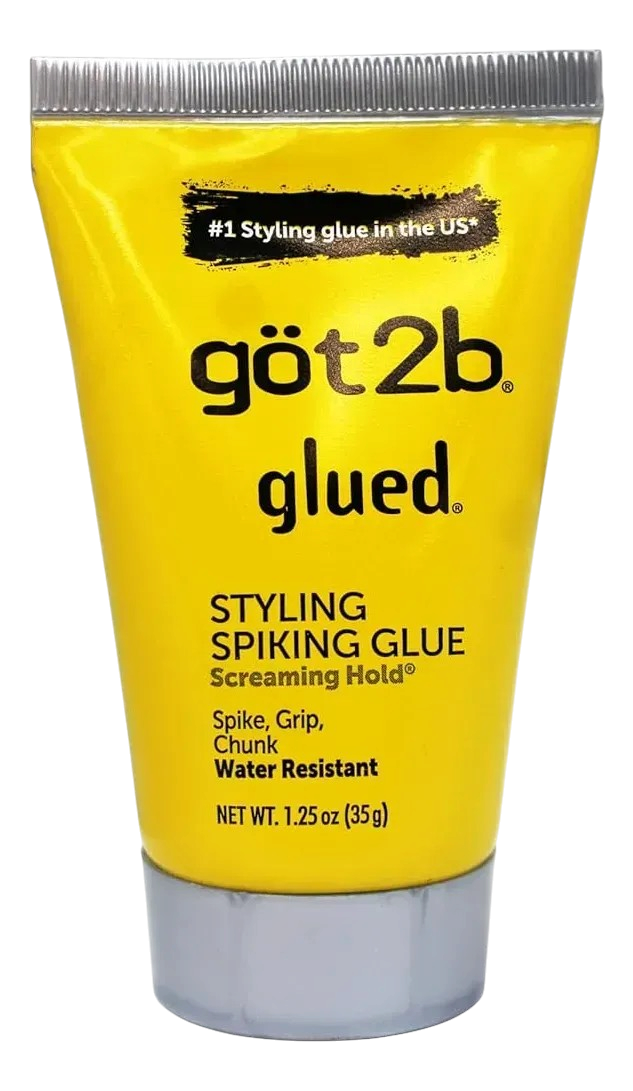 #1 Styling glue in the US*
göt2b®
glued®
STYLING
SPIKING GLUE
Screaming Hold®
Spike, Grip,
Chunk
Water Resistant
NET WT. 1.25 oz (35 g)